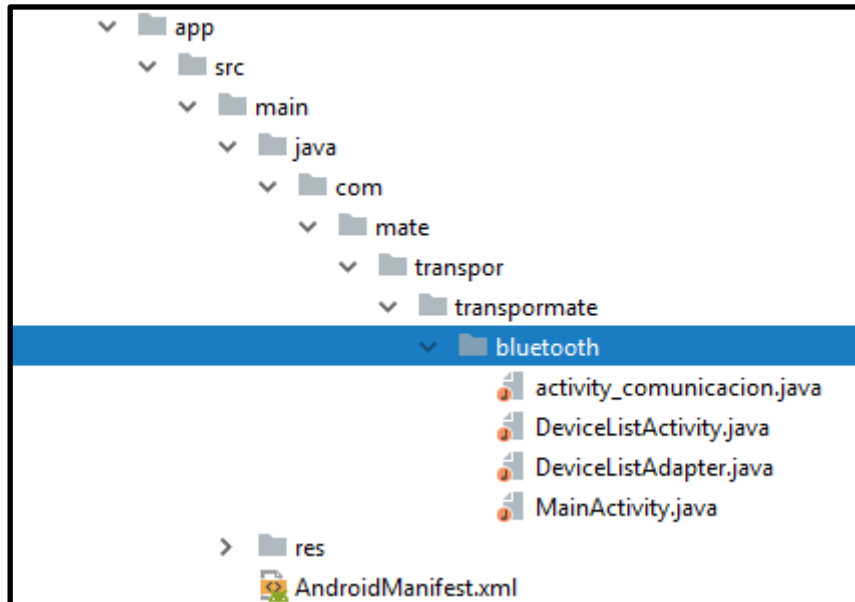 app
src
main
java
com
mate
transpor
transpormate
bluetooth
activity_comunicacion.java
DeviceListActivity.java
DeviceListAdapter.java
MainActivity.java
res
AndroidManifest.xml